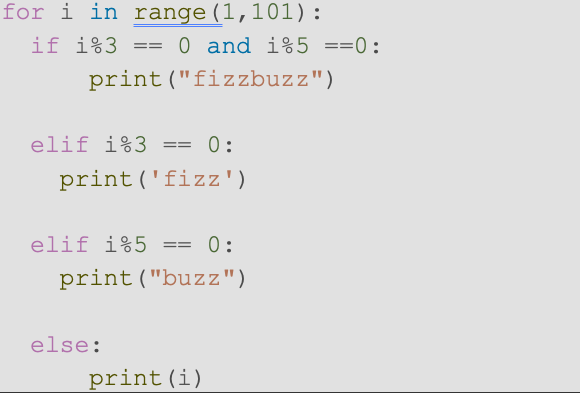 for i in range(1,101):
  if i%3 == 0 and i%5 ==0:
      print("fizzbuzz")

  elif i%3 == 0:
    print('fizz')

  elif i%5 == 0:
    print("buzz")

  else:
      print(i)